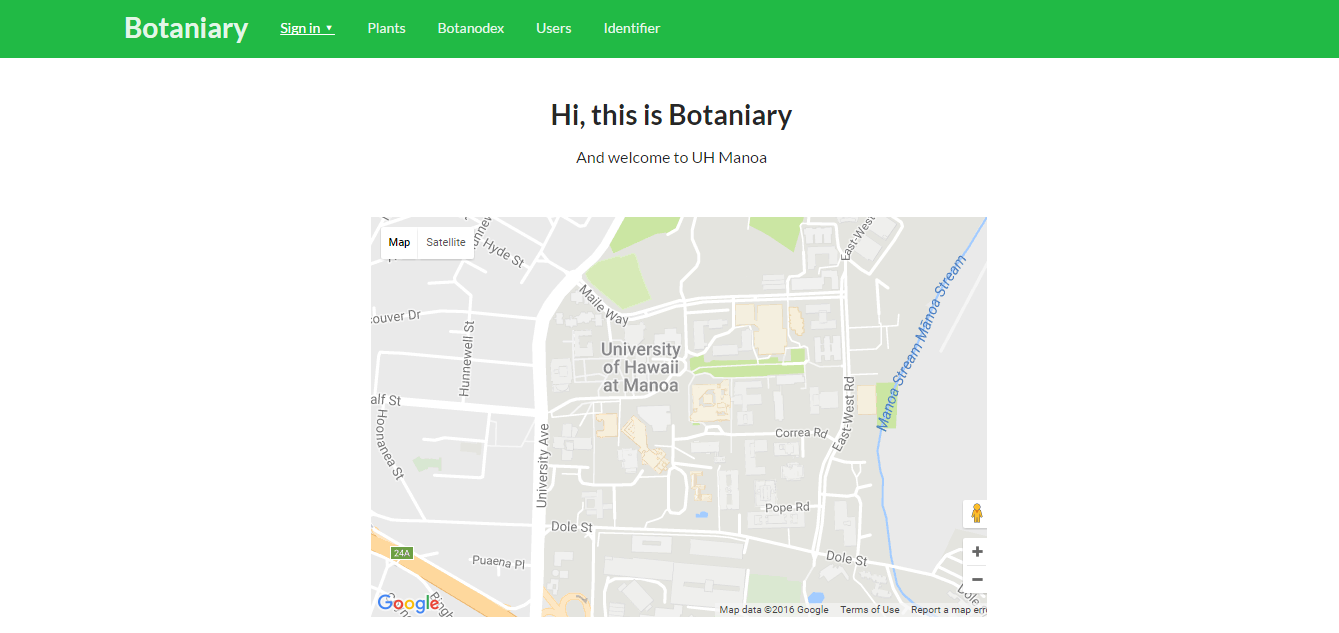 Botaniary Sign in ▼ Plants Botanodex Users Identifier
Hi, this is Botaniary
And welcome to UH Manoa
Map Satellite
Hyde St
East-West
Maile Way
Manoa Stream Mānoa Stream
ouver Dr
Hunnewell St
University
of Hawaii
at Manoa
alf St
Hoonanea St
East-West Rd
Correa Rd
University Ave
Pope Rd
Dole St
Dole St
24A
Puaena Pl
+
−
Google
Map data ©2016 Google Terms of Use Report a map err